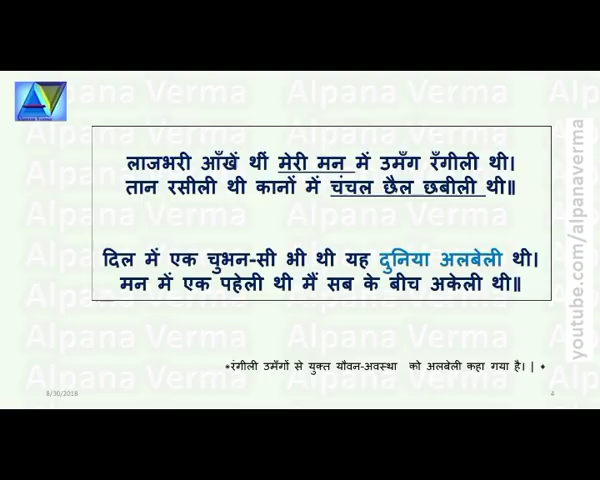 लाजभरी आँखें थीं मेरी मन में उमँग रँगीली थी।
तान रसीली थी कानों में चंचल छैल छबीली थी॥
दिल में एक चुभन-सी भी थी यह दुनिया अलबेली थी।
मन में एक पहेली थी मैं सब के बीच अकेली थी॥
*रंगीली उमँगों से युक्त यौवन-अवस्था को अलबेली कहा गया है। |
8/30/2018
4
youtube.com/alpanaverma
AV
Alpana Verma